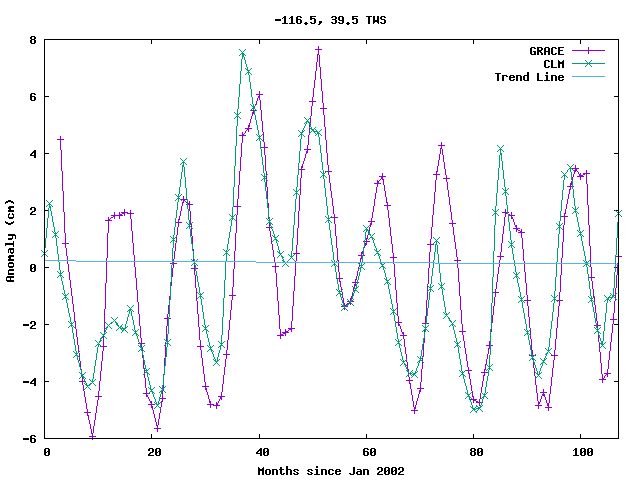 -116.5, 39.5 TWS
GRACE
CLM
Trend Line
8
6
4
2
0
-2
-4
-6
Anomaly (cm)
0 20 40 60 80 100
Months since Jan 2002